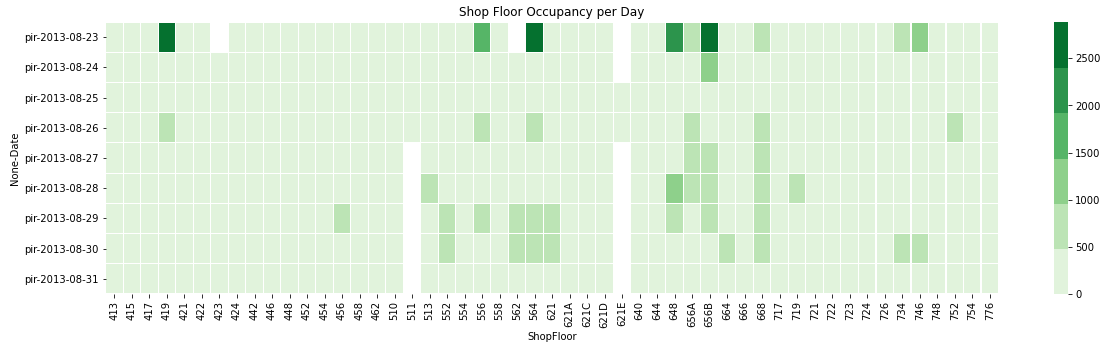 Shop Floor Occupancy per Day
None-Date
pir-2013-08-23
pir-2013-08-24
pir-2013-08-25
pir-2013-08-26
pir-2013-08-27
pir-2013-08-28
pir-2013-08-29
pir-2013-08-30
pir-2013-08-31
413
415
417
419
421
422
423
424
442
446
448
452
454
456
458
462
510
511
513
552
554
556
558
562
564
621
621A
621C
621D
621E
640
644
648
656A
656B
664
666
668
717
719
721
722
723
724
726
734
746
748
752
754
776
ShopFloor
2500
2000
1500
1000
500
0